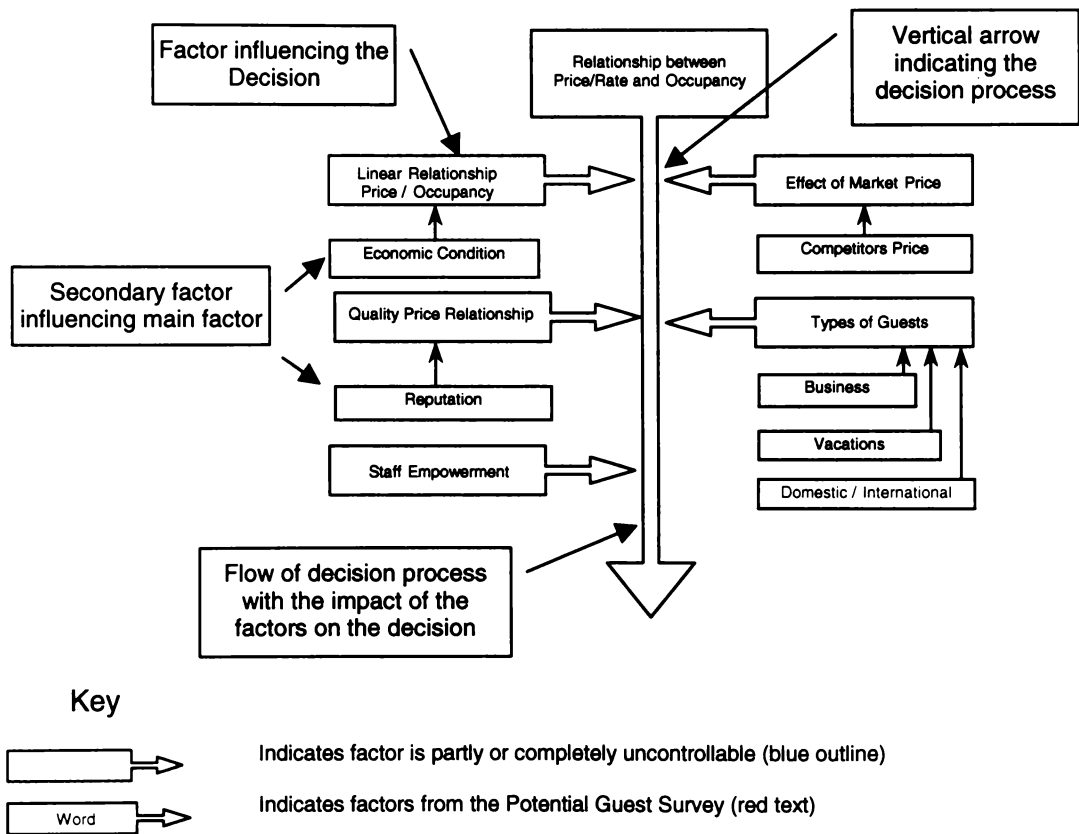 Factor influencing the
Decision
Relationship between
Price/Rate and Occupancy
Vertical arrow
indicating the
decision process
Linear Relationship
Price / Occupancy
Effect of Market Price
Economic Condition
Competitors Price
Secondary factor
influencing main factor
Quality Price Relationship
Types of Guests
Business
Reputation
Vacations
Staff Empowerment
Domestic / International
Flow of decision process
with the impact of the
factors on the decision
Key
Indicates factor is partly or completely uncontrollable (blue outline)
Word
Indicates factors from the Potential Guest Survey (red text)